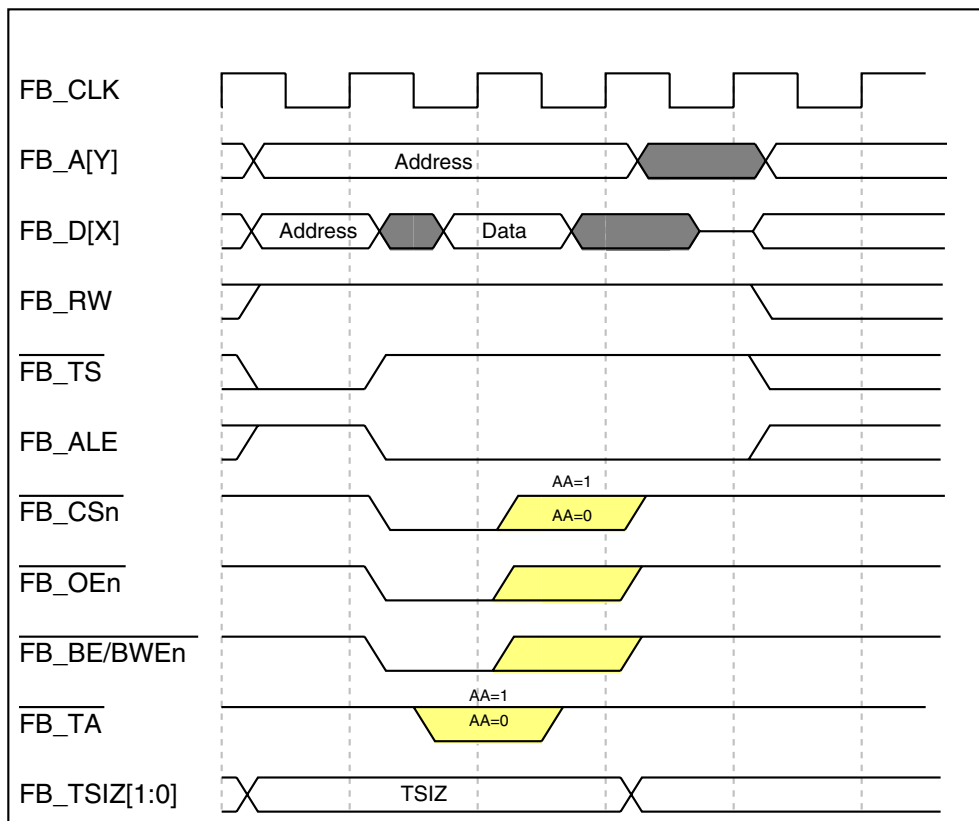 FB_CLK
FB_A[Y]
Address
FB_D[X]
Address
Data
FB_RW
FB_TS
FB_ALE
FB_CSn
AA=1
AA=0
FB_OEn
FB_BE/BWEn
FB_TA
AA=1
AA=0
FB_TSIZ[1:0]
TSIZ